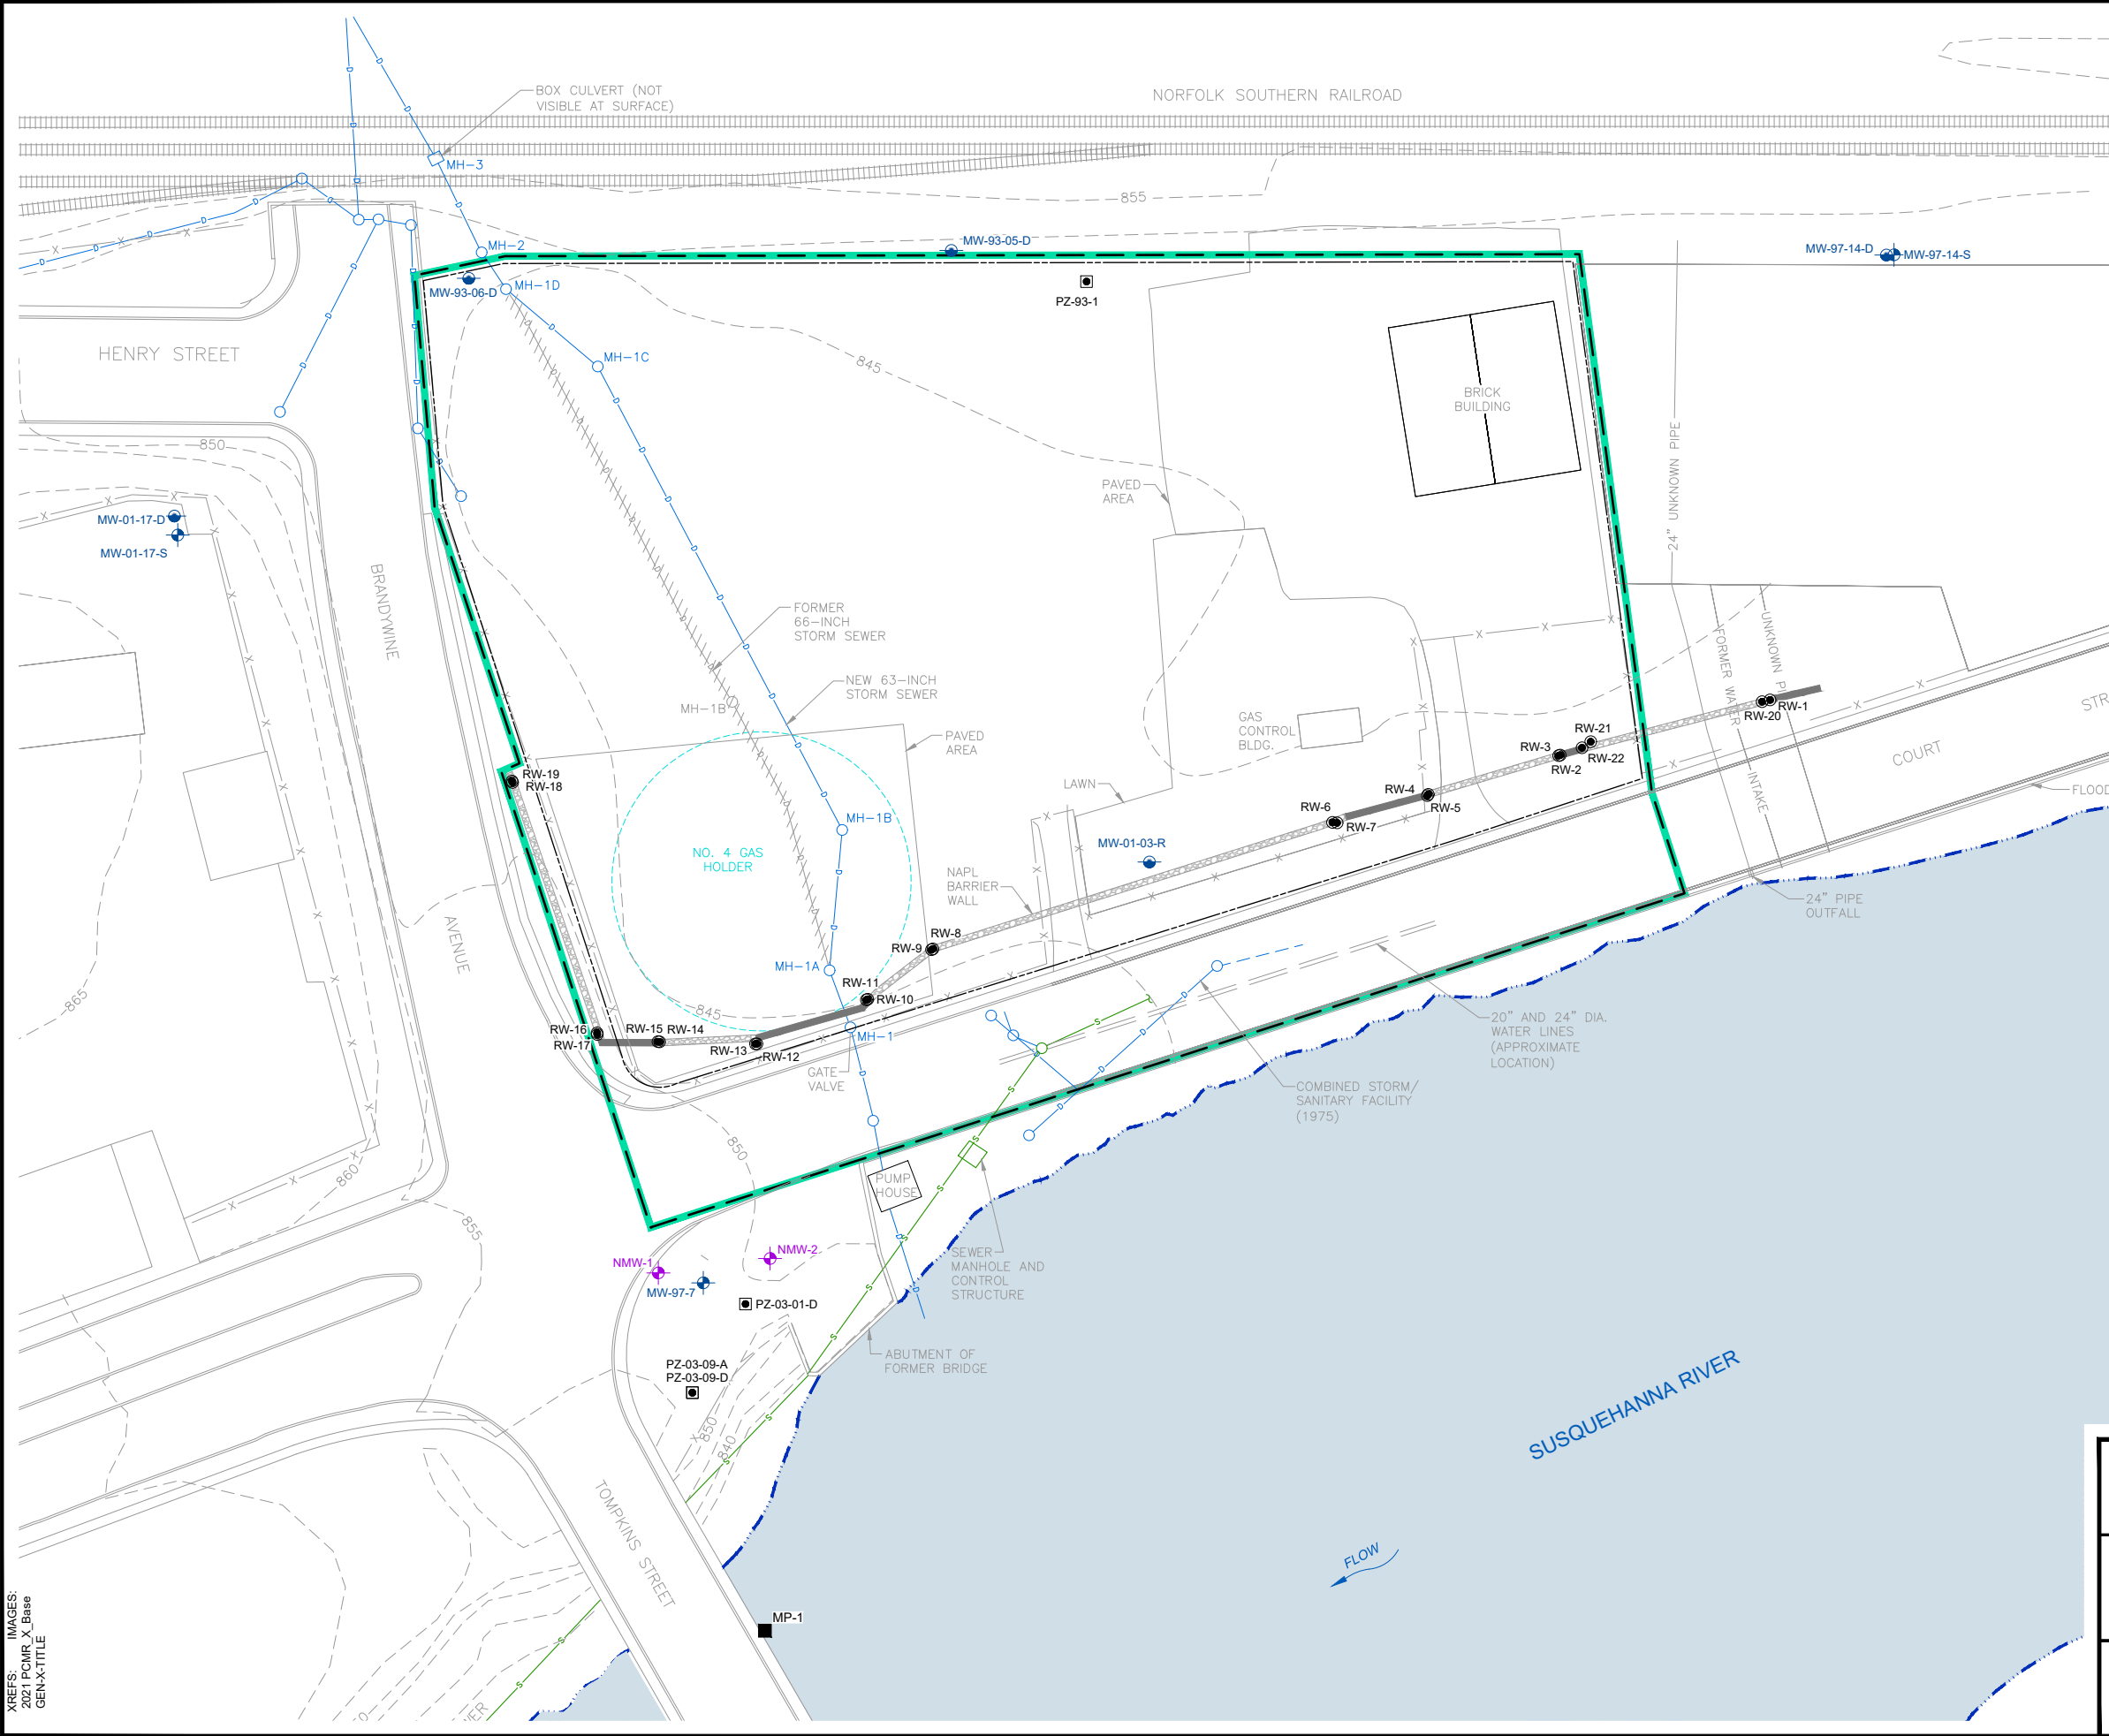 BOX CULVERT (NOT
VISIBLE AT SURFACE)
NORFOLK SOUTHERN RAILROAD
MH-3
855
MH-2
MW-93-05-D
MW-97-14-D
MW-97-14-S
MW-93-06-D
MH-1D
PZ-93-1
HENRY STREET
MH-1C
845
BRICK
BUILDING
850
PAVED
AREA
24" UNKNOWN PIPE
MW-01-17-D
MW-01-17-S
BRANDYWINE
FORMER
66-INCH
STORM SEWER
FORMER WATER
UNKNOWN PI
NEW 63-INCH
STORM SEWER
MH-1B
RW-20
RW-1
STR
GAS
CONTROL
BLDG.
PAVED
AREA
RW-21
RW-3
RW-2
RW-22
COURT
INTAKE
RW-19
RW-18
LAWN
RW-4
RW-5
FLOOD
RW-6
RW-7
MH-1B
NO. 4 GAS
HOLDER
MW-01-03-R
NAPL
BARRIER
WALL
24" PIPE
OUTFALL
AVENUE
RW-8
RW-9
MH-1A
865
RW-11
RW-10
845
RW-16
RW-17
RW-15
RW-14
RW-13
RW-12
MH-1
GATE
VALVE
20" AND 24" DIA.
WATER LINES
(APPROXIMATE
LOCATION)
COMBINED STORM/
SANITARY FACILITY
(1975)
850
860
PUMP
HOUSE
855
NMW-1
NMW-2
MW-97-7
SEWER
MANHOLE AND
CONTROL
STRUCTURE
PZ-03-01-D
ABUTMENT OF
FORMER BRIDGE
PZ-03-09-A
PZ-03-09-D
850
840
SUSQUEHANNA RIVER
TOMPKINS STREET
FLOW
MP-1
XREFS:
IMAGES:
2021 PCMR_X_Base
GEN-X-TITLE